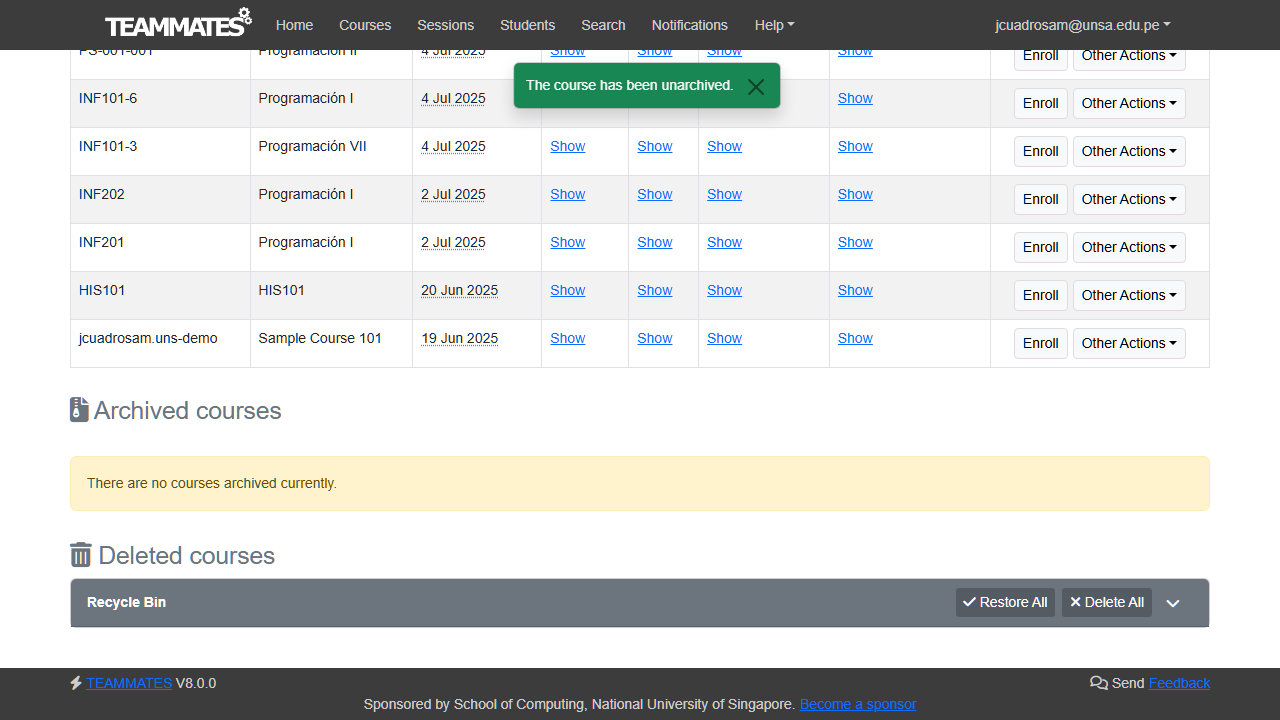 TEAMMATES Home Courses Sessions Students Search Notifications Help jcuadrosam@unsa.edu.pe
PS-001-001 Programación II 4 Jul 2025 Show Show Show Show Enroll Other Actions
The course has been unarchived.
INF101-6 Programación I 4 Jul 2025 Show Enroll Other Actions
INF101-3 Programación VII 4 Jul 2025 Show Show Show Show Enroll Other Actions
INF202 Programación I 2 Jul 2025 Show Show Show Show Enroll Other Actions
INF201 Programación I 2 Jul 2025 Show Show Show Show Enroll Other Actions
HIS101 HIS101 20 Jun 2025 Show Show Show Show Enroll Other Actions
jcuadrosam.uns-demo Sample Course 101 19 Jun 2025 Show Show Show Show Enroll Other Actions
Archived courses
There are no courses archived currently.
Deleted courses
Recycle Bin Restore All Delete All
TEAMMATES V8.0.0 Send Feedback
Sponsored by School of Computing, National University of Singapore. Become a sponsor